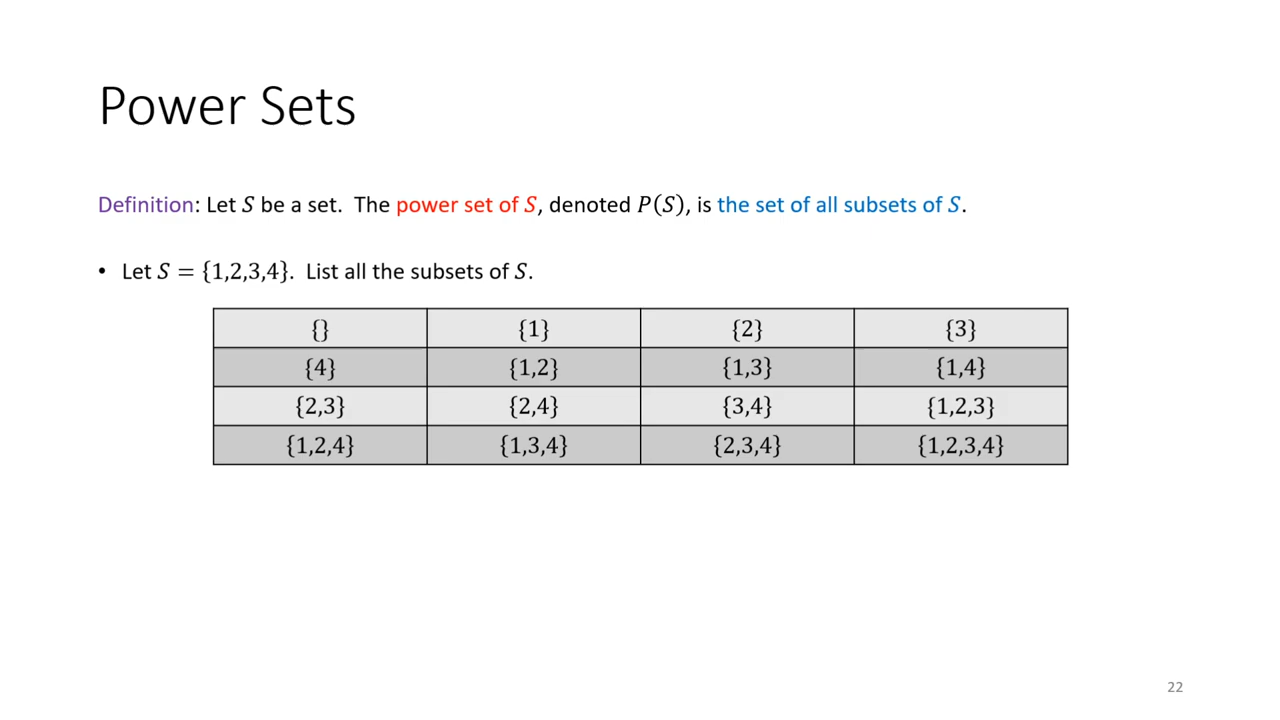 Power Sets
Definition: Let 𝑆 be a set. The power set of 𝑆, denoted 𝑃(𝑆), is the set of all subsets of 𝑆.
• Let 𝑆 = {1,2,3,4}. List all the subsets of 𝑆.
{} {1} {2} {3}
{4} {1,2} {1,3} {1,4}
{2,3} {2,4} {3,4} {1,2,3}
{1,2,4} {1,3,4} {2,3,4} {1,2,3,4}
22